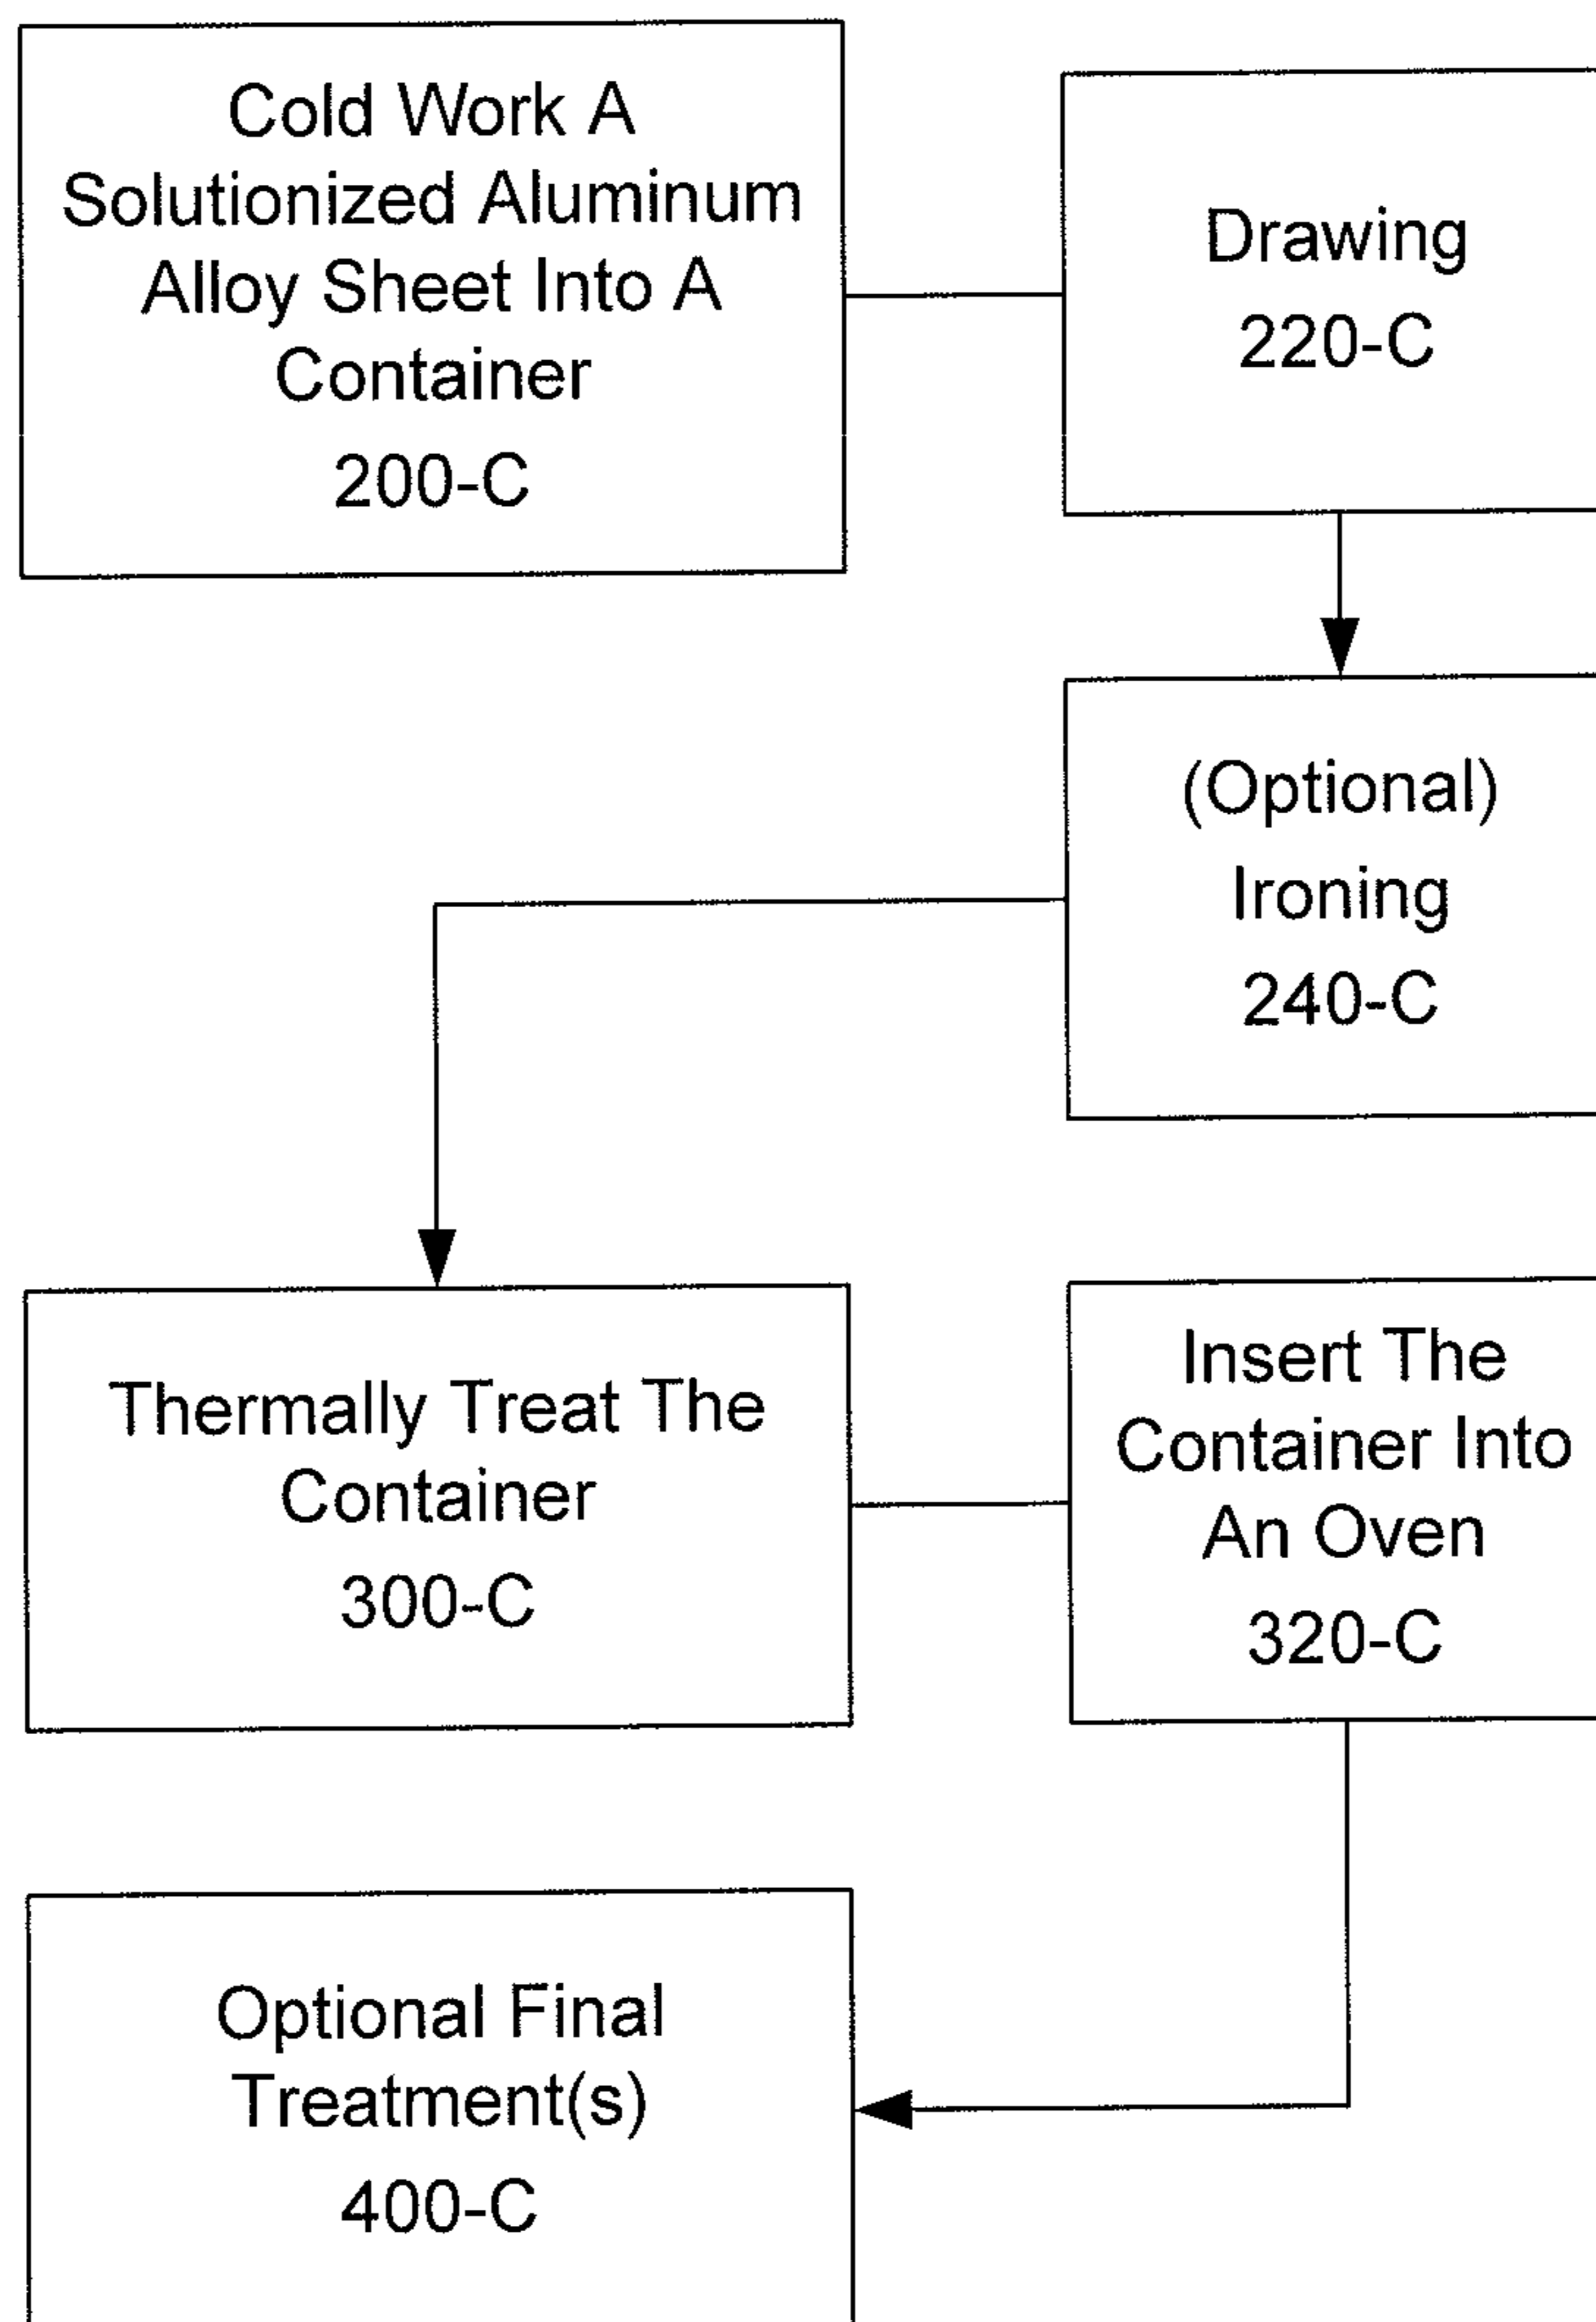 Cold Work A
Solutionized Aluminum
Alloy Sheet Into A
Container
200-C
Drawing
220-C
(Optional)
Ironing
240-C
Thermally Treat The
Container
300-C
Insert The
Container Into
An Oven
320-C
Optional Final
Treatment(s)
400-C